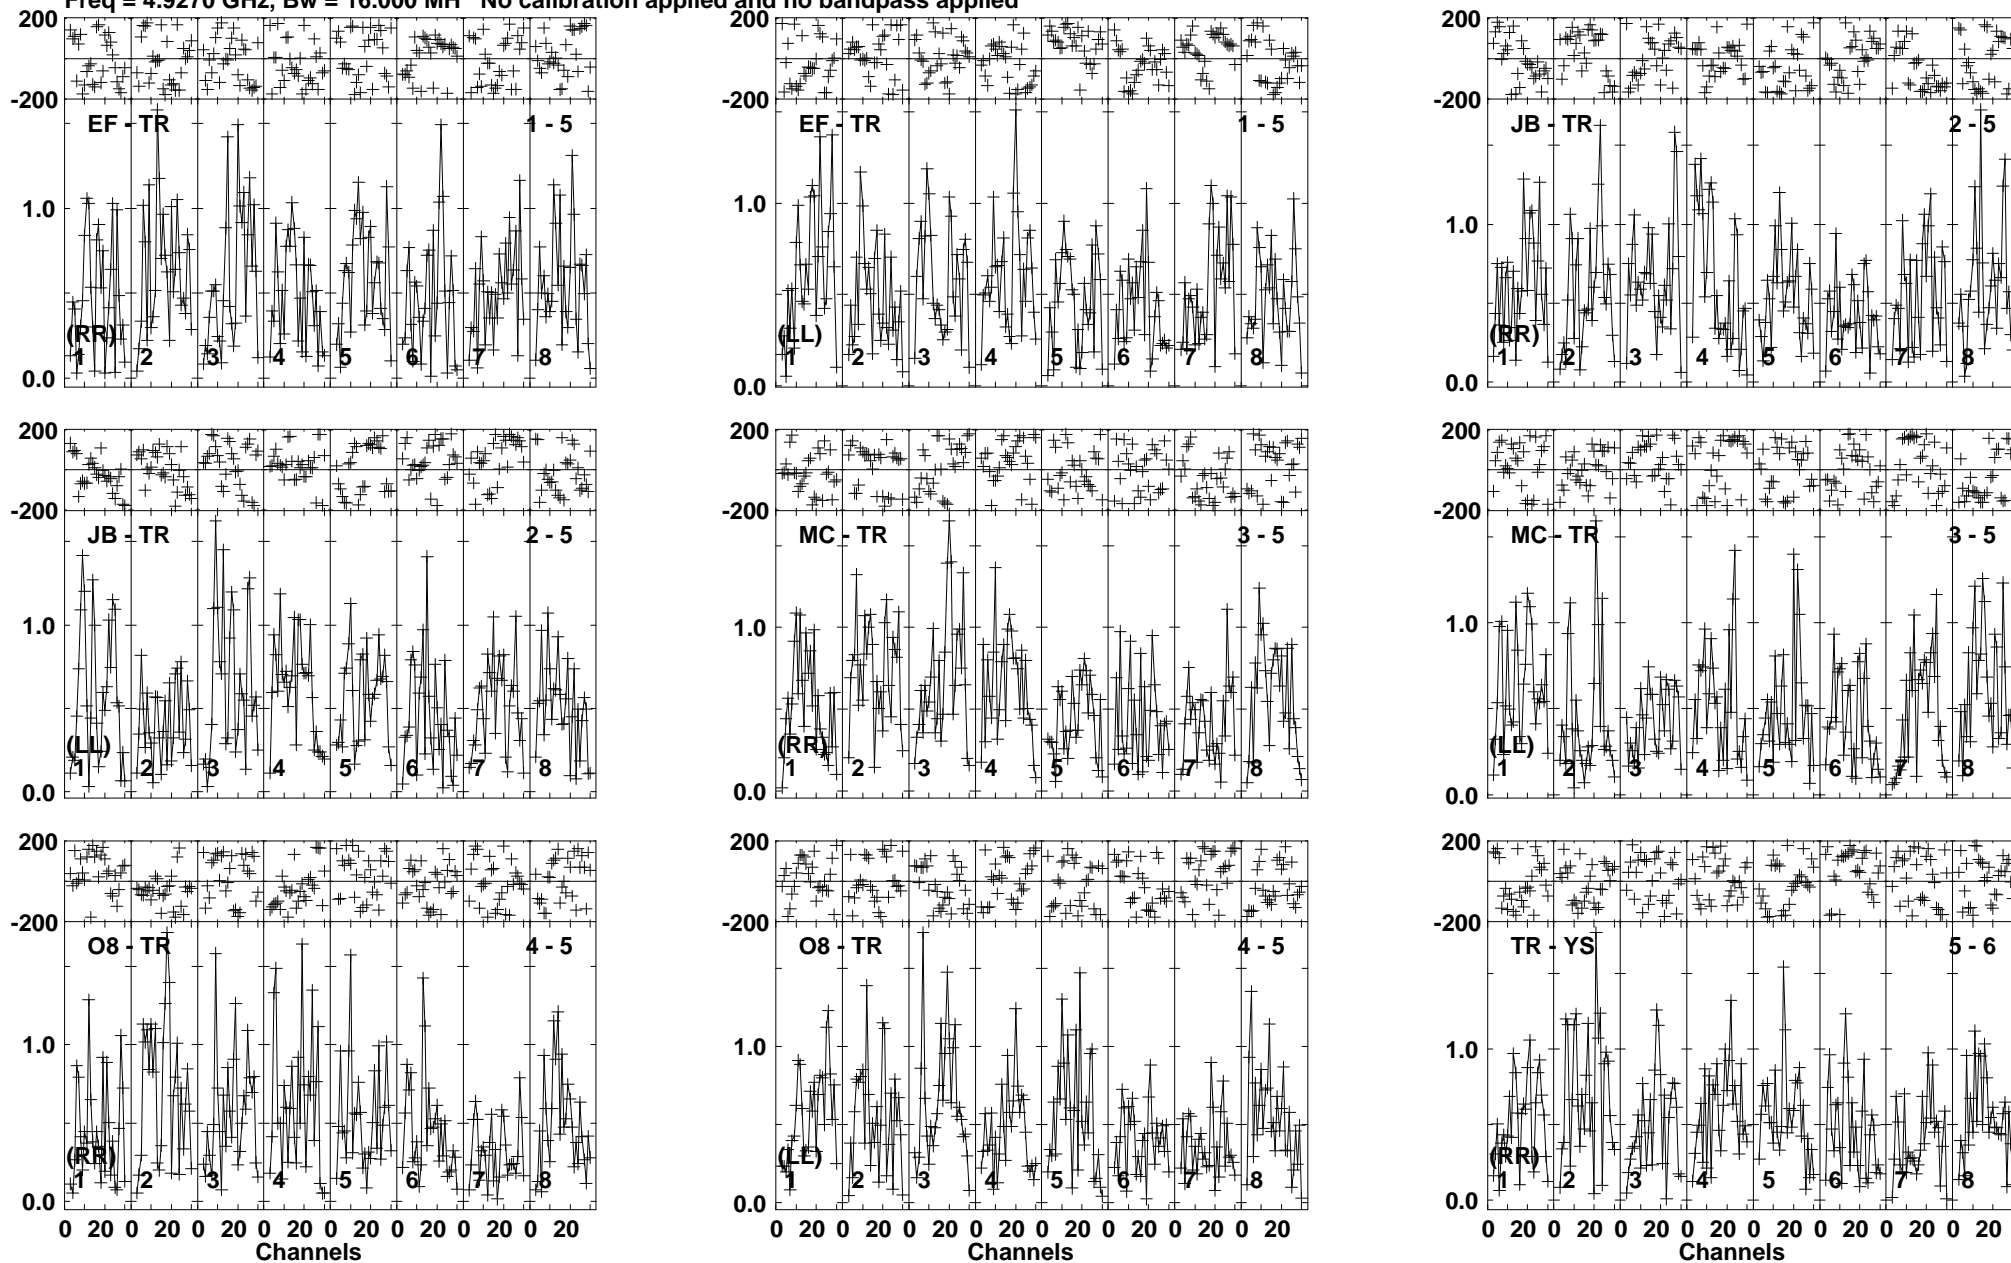 Freq = 4.9270 GHz, Bw = 16.000 MH No calibration applied and no bandpass applied
200 200 200
-200 -200 -200
EF - TR 1 - 5 EF - TR 1 - 5 JB - TR 2 - 5
1.0 1.0 1.0
(RR) (LL) (RR)
1 2 3 4 5 6 7 8 1 2 3 4 5 6 7 8 1 2 3 4 5 6 7 8
0.0 0.0 0.0
200 200 200
-200 -200 -200
JB - TR 2 - 5 MC - TR 3 - 5 MC - TR 3 - 5
1.0 1.0 1.0
(LL) (RR) (LL)
1 2 3 4 5 6 7 8 1 2 3 4 5 6 7 8 1 2 3 4 5 6 7 8
0.0 0.0 0.0
200 200 200
-200 -200 -200
O8 - TR 4 - 5 O8 - TR 4 - 5 TR - YS 5 - 6
1.0 1.0 1.0
(RR) (LL) (RR)
1 2 3 4 5 6 7 8 1 2 3 4 5 6 7 8 1 2 3 4 5 6 7 8
0.0 0.0 0.0
0 20 0 20 0 20 0 20 0 20 0 20 0 20 0 20 0 20 0 20 0 20 0 20 0 20 0 20 0 20 0 20 0 20 0 20 0 20 0 20 0 20 0 20 0 20 0 20
Channels Channels Channels